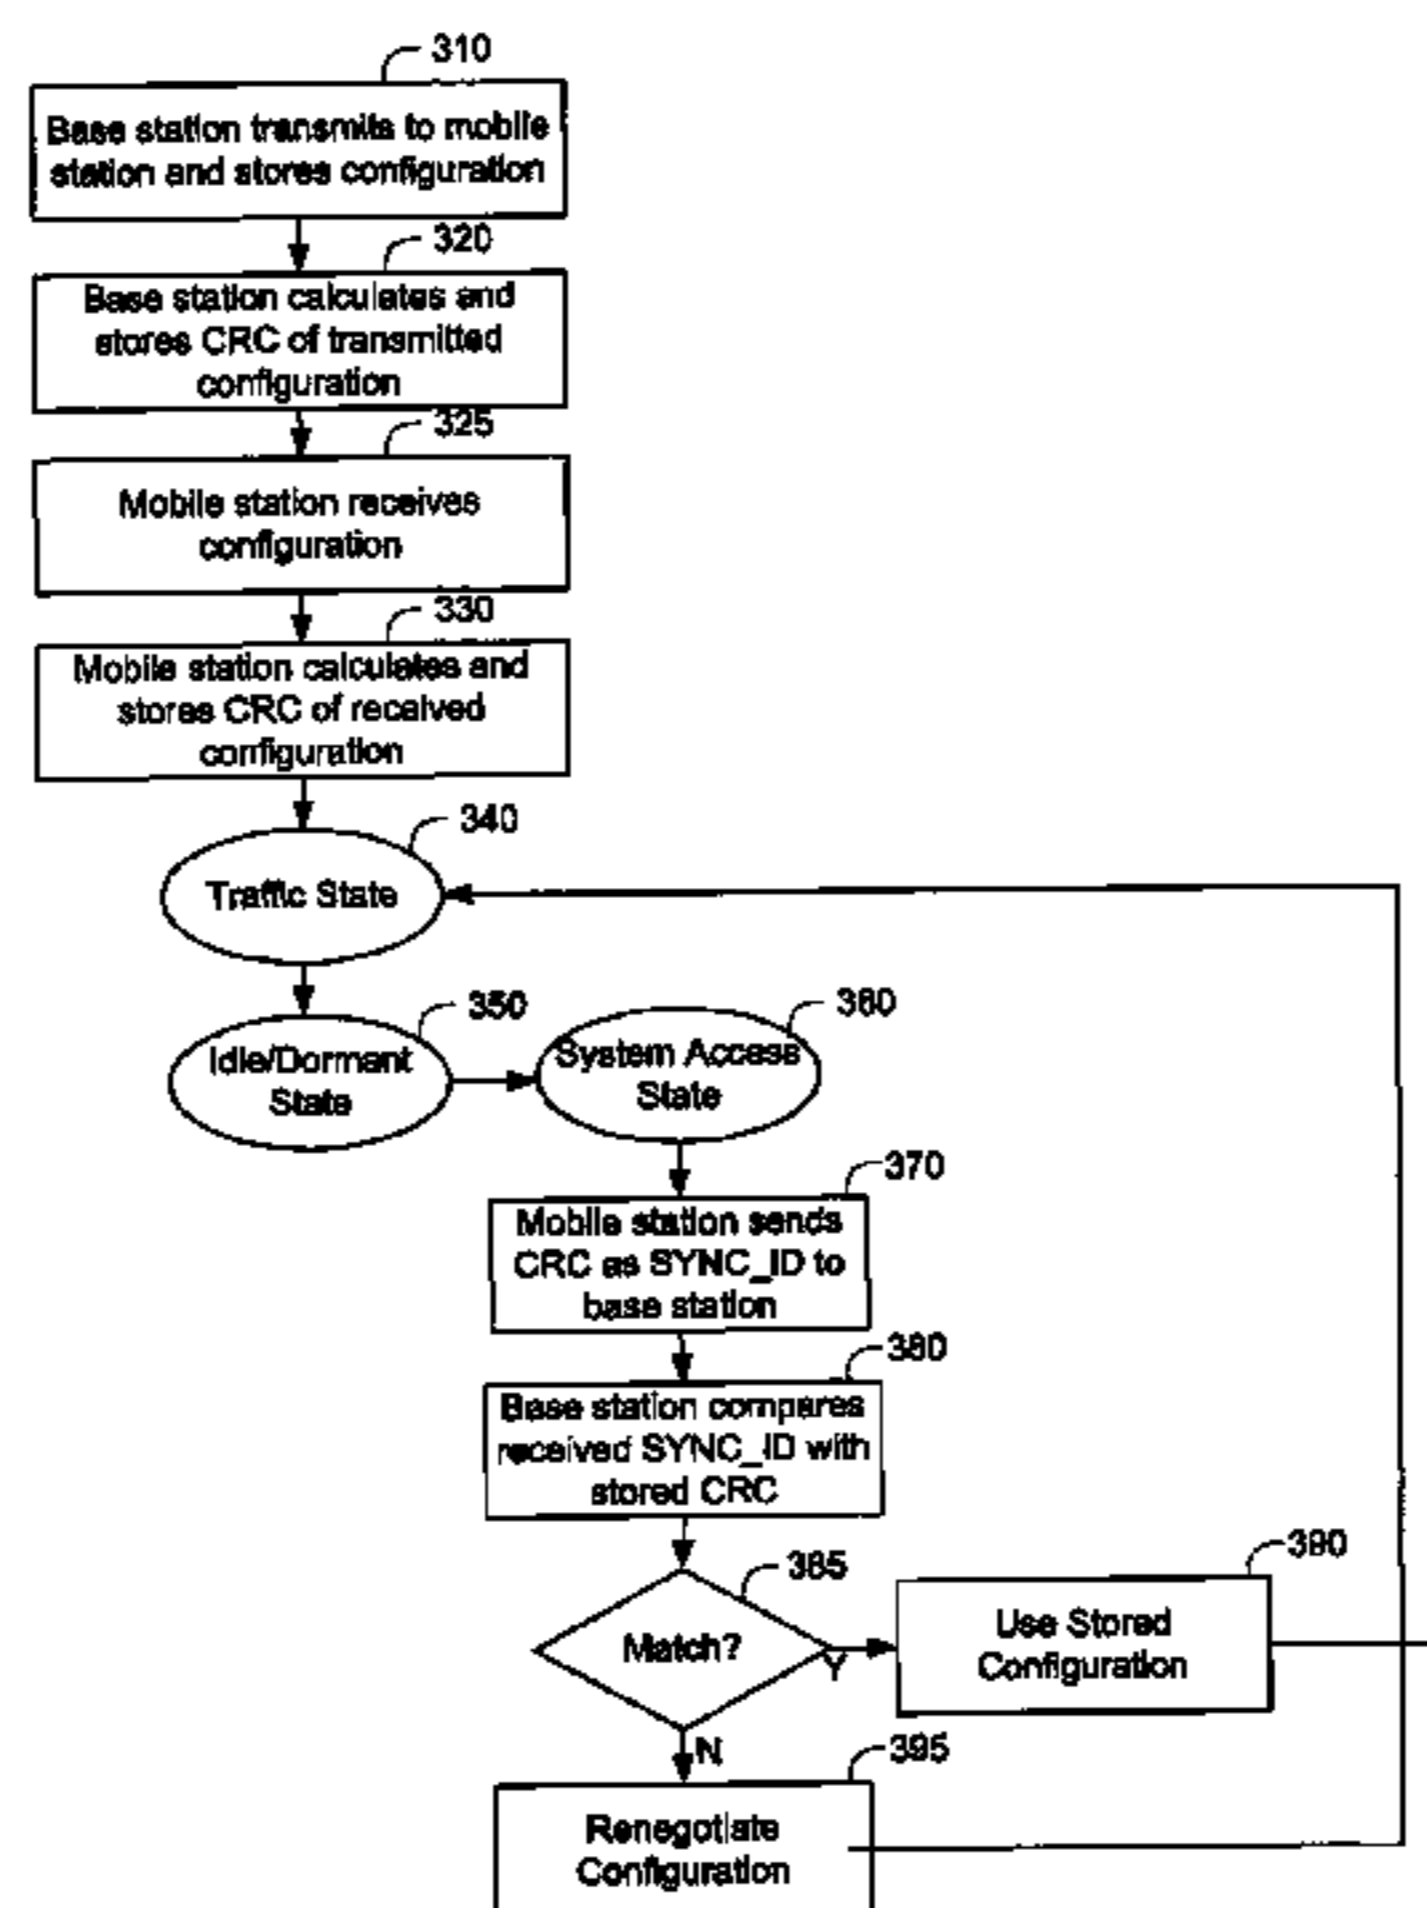 310
Base station transmits to mobile
station and stores configuration
320
Base station calculates and
stores CRC of transmitted
configuration
325
Mobile station receives
configuration
330
Mobile station calculates and
stores CRC of received
configuration
340
Traffic State
350
Idle/Dormant
State
360
System Access
State
370
Mobile station sends
CRC as SYNC_ID to
base station
380
Base station compares
received SYNC_ID with
stored CRC
385
Match?
Y
390
Use Stored
Configuration
N
395
Renegotiate
Configuration